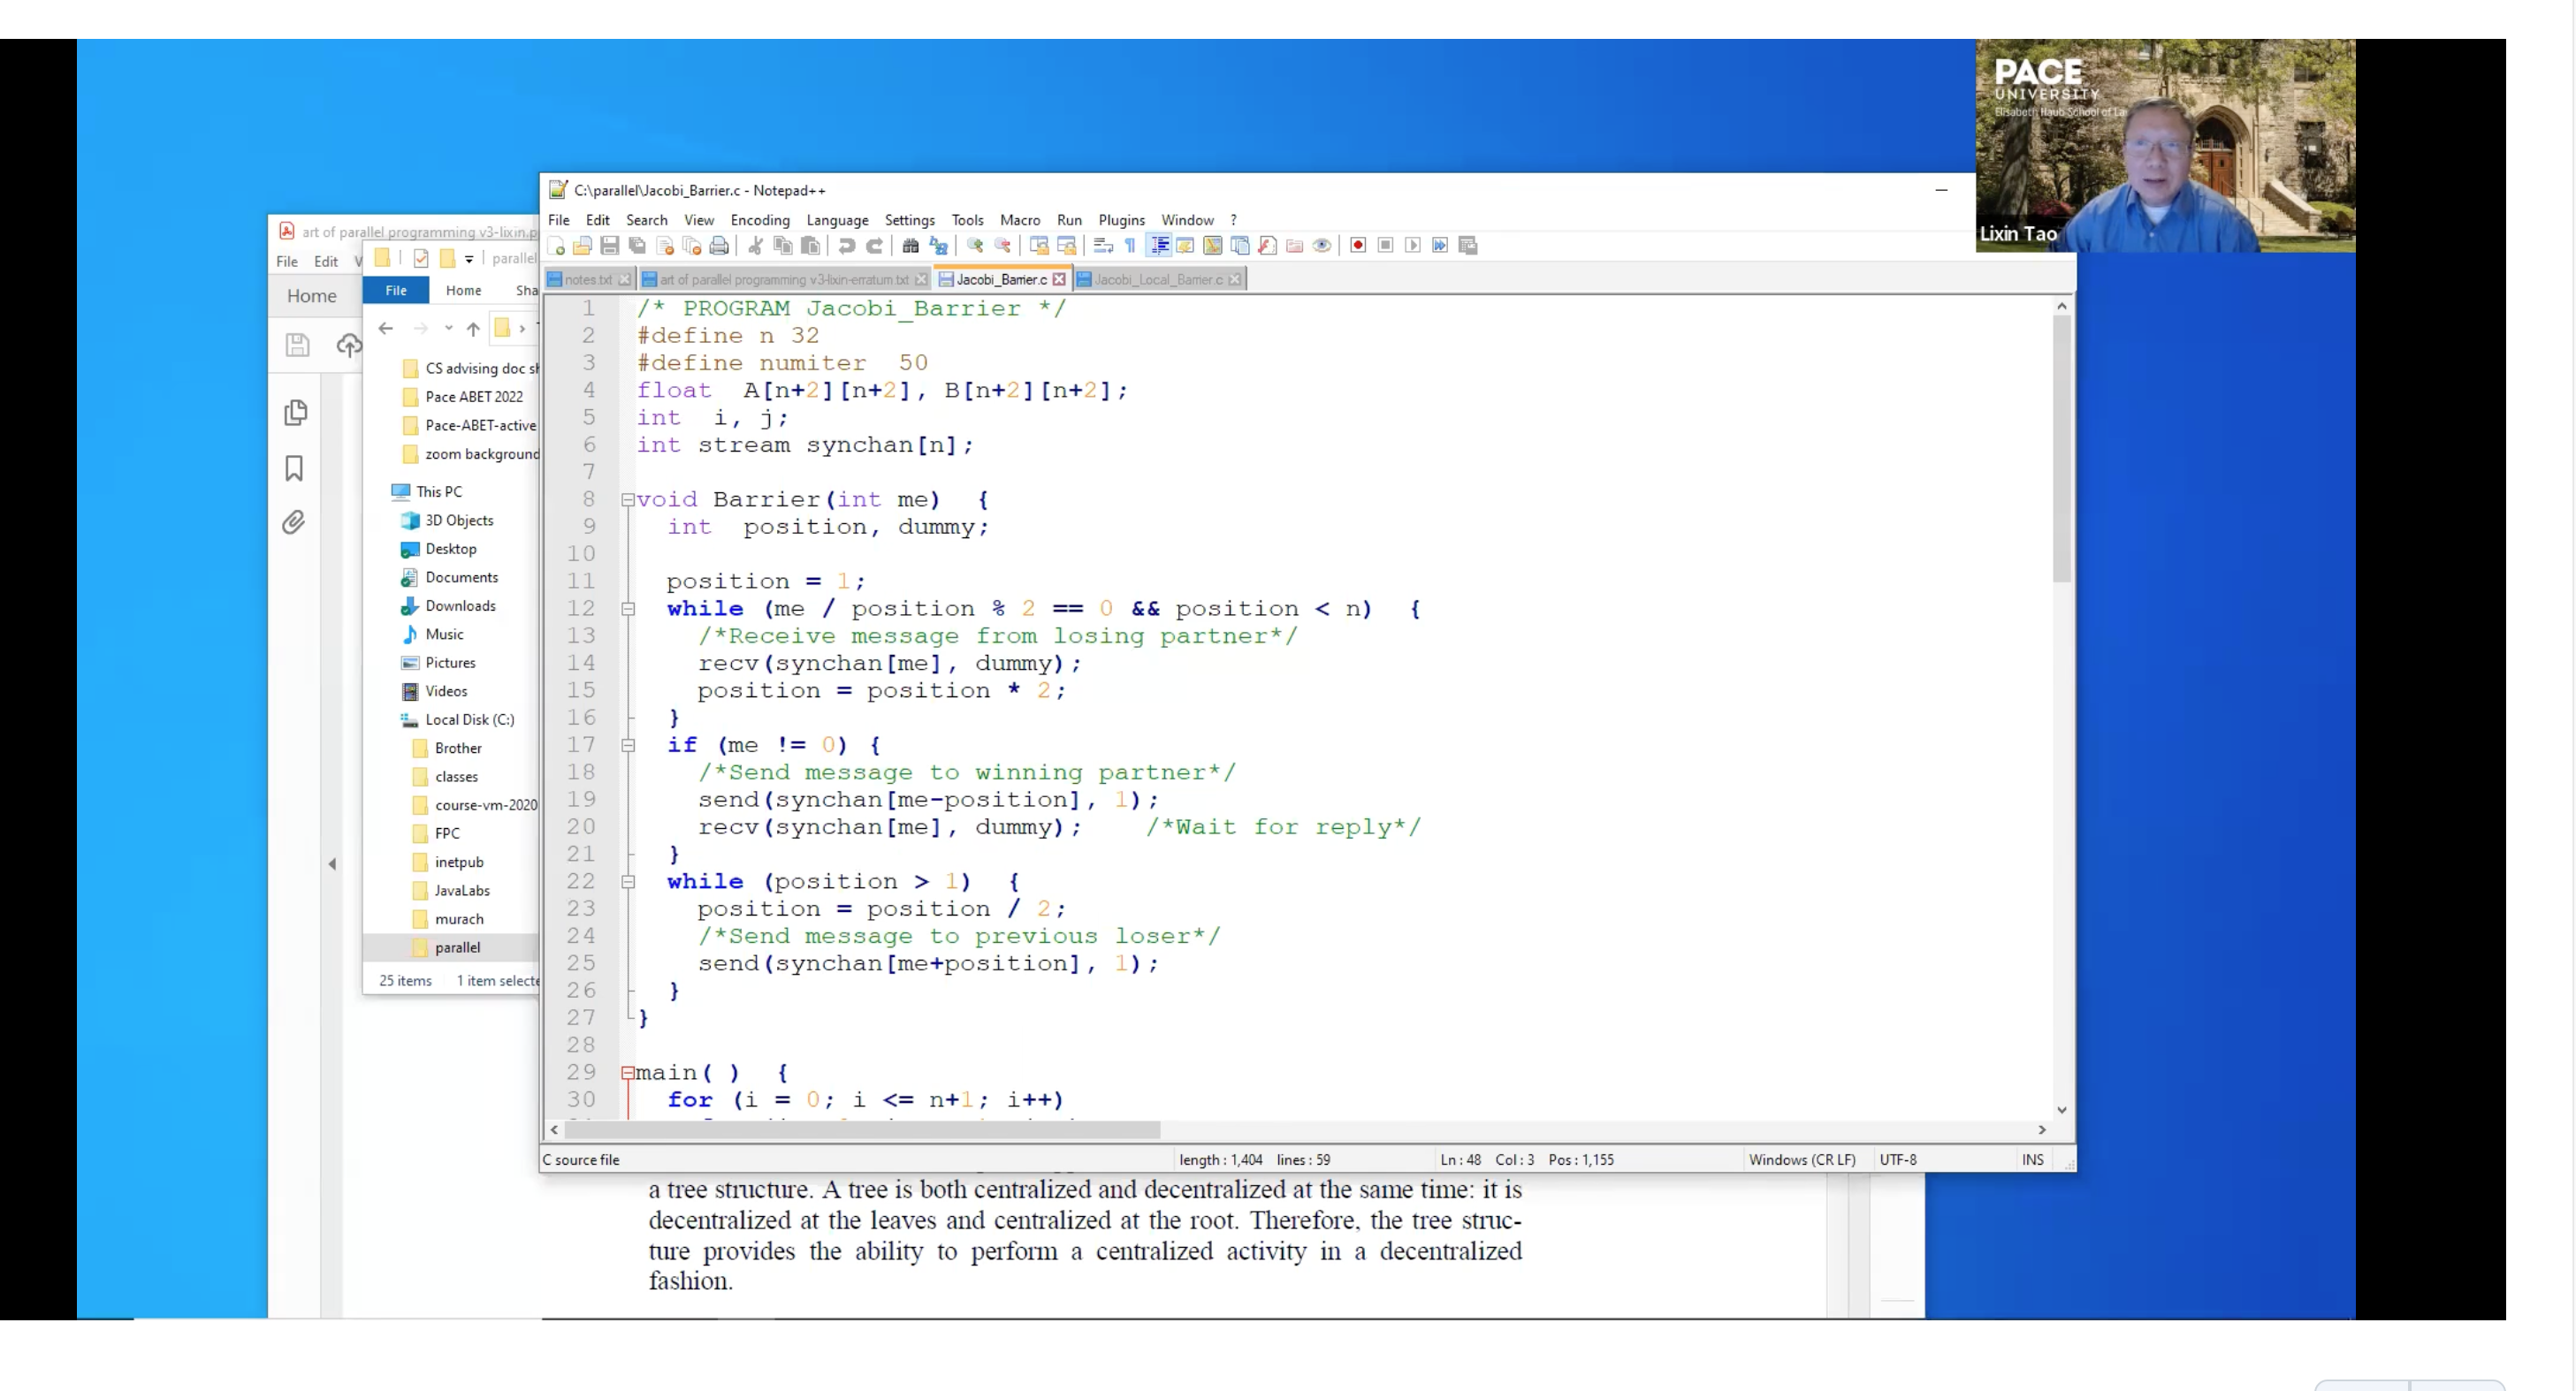 PACE
UNIVERSITY
Elisabeth Haub School of La
Lixin Tao
art of parallel programming v3-lixin.p
File Edit V
Home
parallel
File Home Sha
CS advising doc sh
Pace ABET 2022
Pace-ABET-active
zoom background
This PC
3D Objects
Desktop
Documents
Downloads
Music
Pictures
Videos
Local Disk (C:)
Brother
classes
course-vm-2020
FPC
inetpub
JavaLabs
murach
parallel
25 items 1 item selecte
C:\parallel\Jacobi_Barrier.c - Notepad++
File Edit Search View Encoding Language Settings Tools Macro Run Plugins Window ?
notes.txt art of parallel programming v3-lixin-erratum.txt Jacobi_Barrier.c Jacobi_Local_Barrier.c
1 /* PROGRAM Jacobi_Barrier */
2 #define n 32
3 #define numiter 50
4 float A[n+2][n+2], B[n+2][n+2];
5 int i, j;
6 int stream synchan[n];
7
8 void Barrier(int me) {
9 int position, dummy;
10
11 position = 1;
12 while (me / position % 2 == 0 && position < n) {
13 /*Receive message from losing partner*/
14 recv(synchan[me], dummy);
15 position = position * 2;
16 }
17 if (me != 0) {
18 /*Send message to winning partner*/
19 send(synchan[me-position], 1);
20 recv(synchan[me], dummy); /*Wait for reply*/
21 }
22 while (position > 1) {
23 position = position / 2;
24 /*Send message to previous loser*/
25 send(synchan[me+position], 1);
26 }
27 }
28
29 main( ) {
30 for (i = 0; i <= n+1; i++)
C source file length : 1,404 lines : 59 Ln : 48 Col : 3 Pos : 1,155 Windows (CR LF) UTF-8 INS
a tree structure. A tree is both centralized and decentralized at the same time: it is
decentralized at the leaves and centralized at the root. Therefore, the tree struc-
ture provides the ability to perform a centralized activity in a decentralized
fashion.